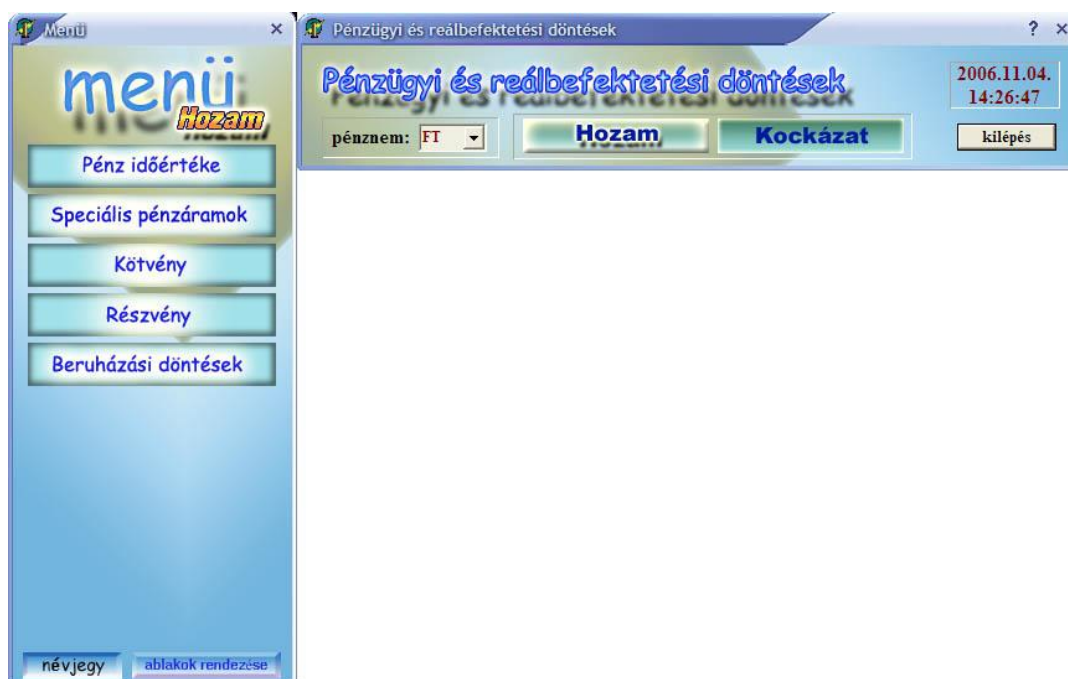 Menü
menü
Hozam
Pénz időértéke
Speciális pénzáramok
Kötvény
Részvény
Beruházási döntések
névjegy
ablakok rendezése
Pénzügyi és reálbefektetési döntések
?
Pénzügyi és reálbefektetési döntések
2006.11.04.
14:26:47
pénznem: FT
Hozam
Kockázat
kilépés